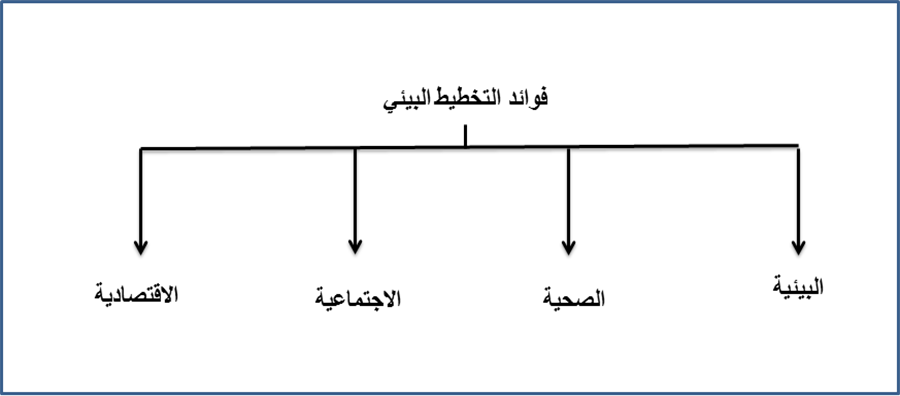 فوائد التخطيط البيئي
البيئية
الصحية
الاجتماعية
الاقتصادية